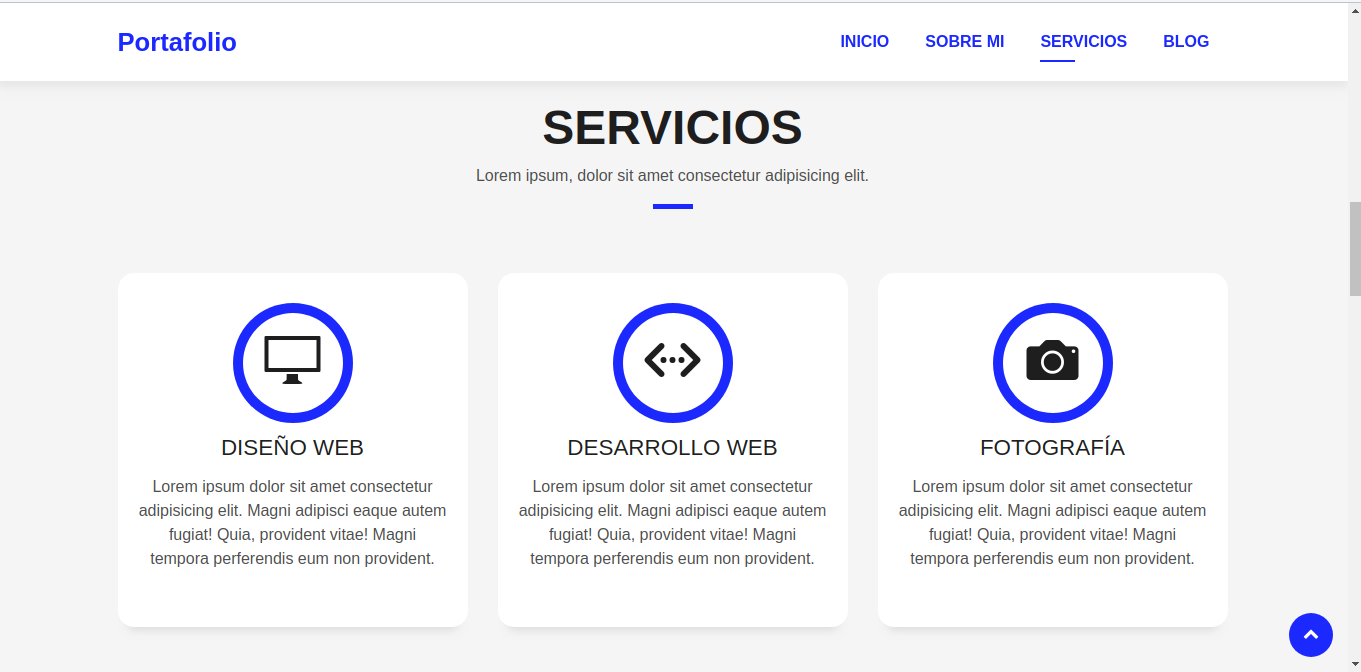 Portafolio
INICIO SOBRE MI SERVICIOS BLOG
SERVICIOS
Lorem ipsum, dolor sit amet consectetur adipisicing elit.
DISEÑO WEB
Lorem ipsum dolor sit amet consectetur
adipisicing elit. Magni adipisci eaque autem
fugiat! Quia, provident vitae! Magni
tempora perferendis eum non provident.
DESARROLLO WEB
Lorem ipsum dolor sit amet consectetur
adipisicing elit. Magni adipisci eaque autem
fugiat! Quia, provident vitae! Magni
tempora perferendis eum non provident.
FOTOGRAFÍA
Lorem ipsum dolor sit amet consectetur
adipisicing elit. Magni adipisci eaque autem
fugiat! Quia, provident vitae! Magni
tempora perferendis eum non provident.